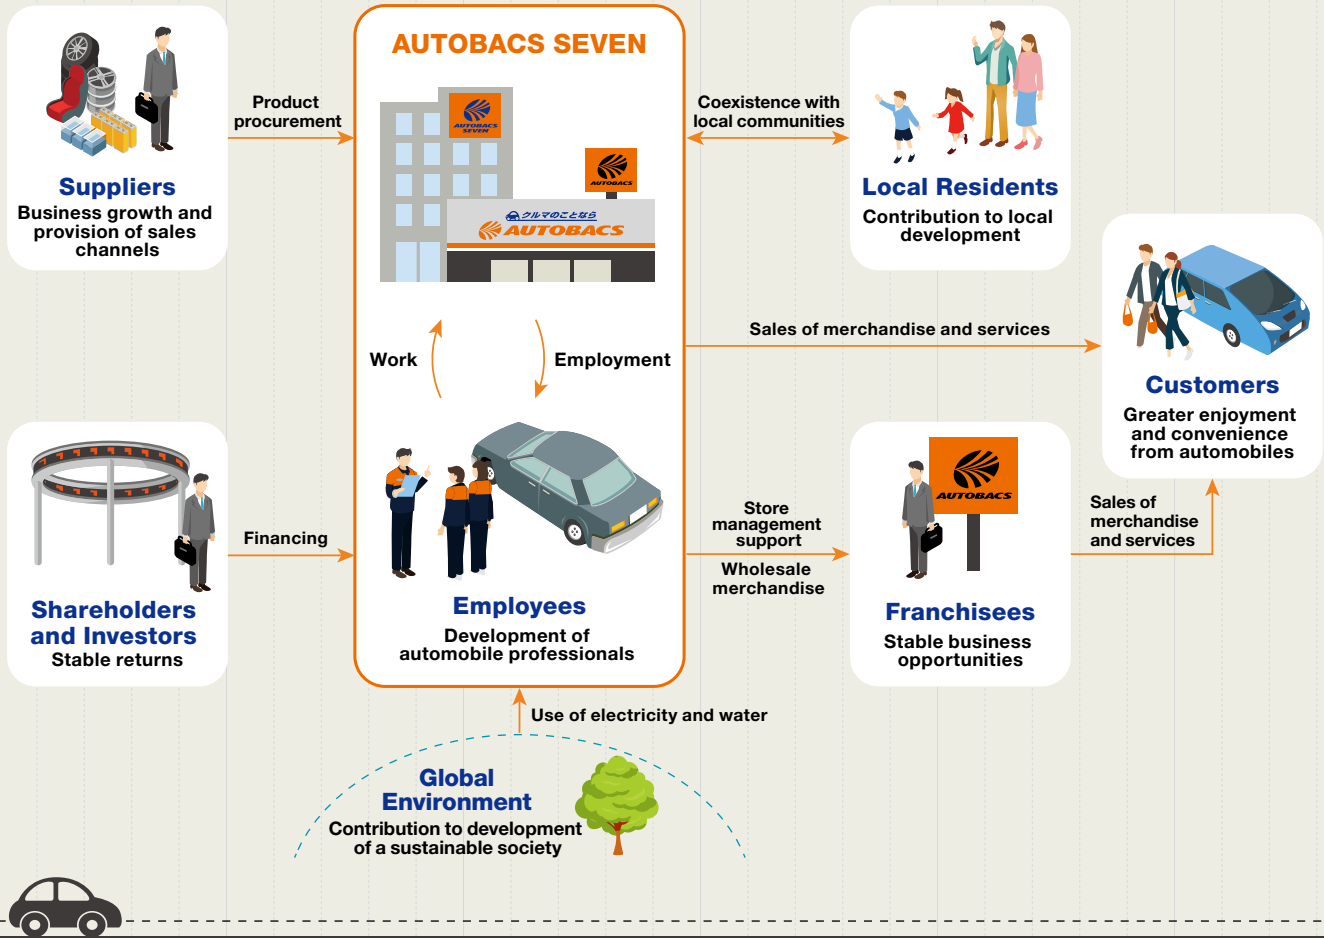 AUTOBACS SEVEN
AUTOBACS
SEVEN
AUTOBACS
クルマのことなら
AUTOBACS
Product
procurement
Suppliers
Business growth and
provision of sales
channels
Coexistence with
local communities
Local Residents
Contribution to local
development
Work
Employment
Sales of merchandise and services
Customers
Greater enjoyment
and convenience
from automobiles
Financing
Shareholders
and Investors
Stable returns
Employees
Development of
automobile professionals
Store
management
support
Wholesale
merchandise
AUTOBACS
Franchisees
Stable business
opportunities
Sales of
merchandise
and services
Use of electricity and water
Global
Environment
Contribution to development
of a sustainable society